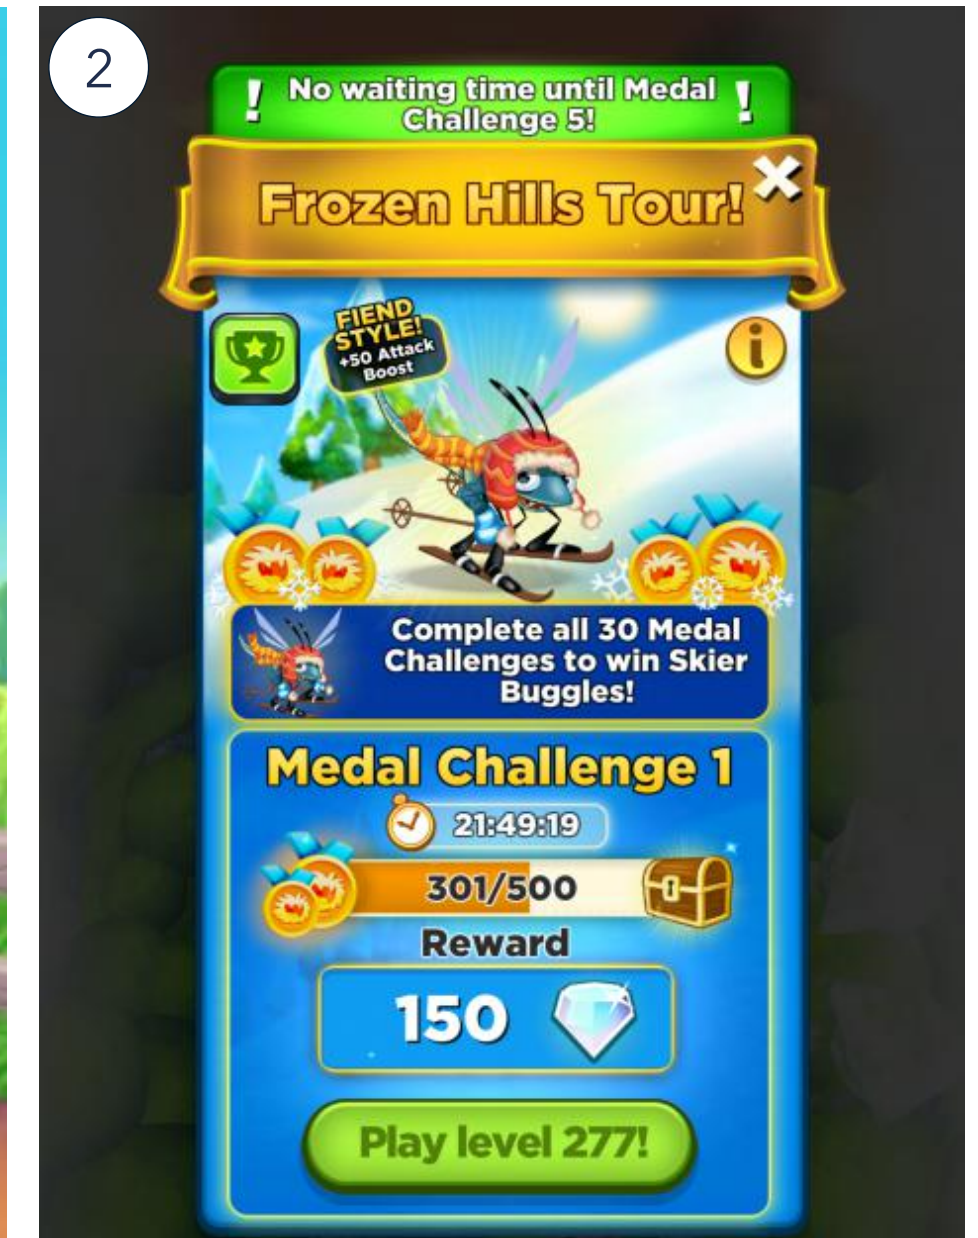 2
! No waiting time until Medal !
Challenge 5!
Frozen Hills Tour!
FIEND
STYLE!
+50 Attack
Boost
i
Complete all 30 Medal
Challenges to win Skier
Buggles!
Medal Challenge 1
21:49:19
301/500
Reward
150
Play level 277!